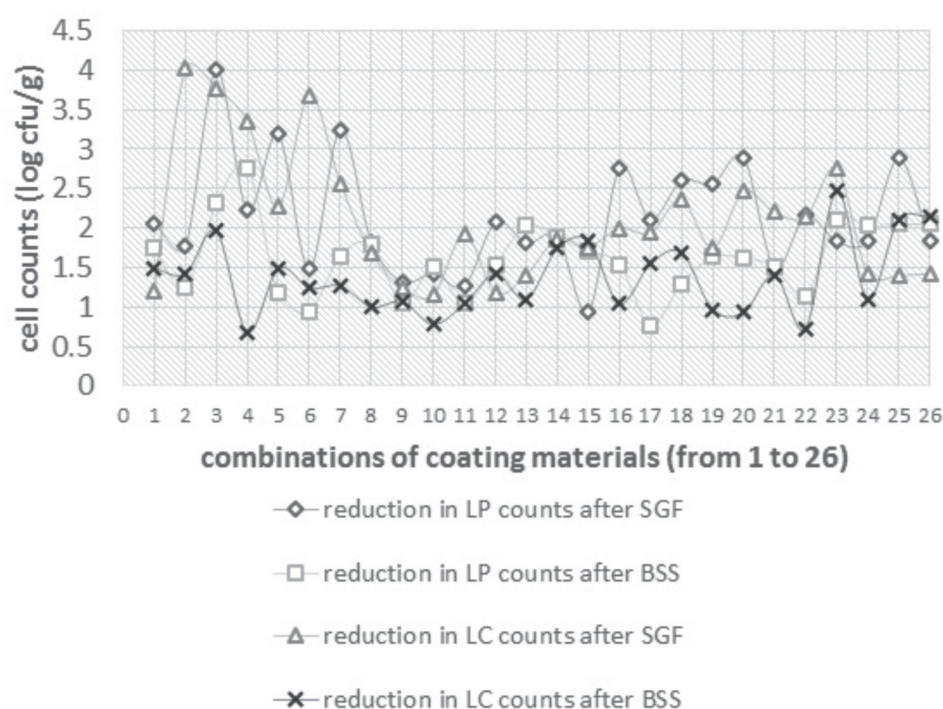 cell counts (log cfu/g)
4.5
4
3.5
3
2.5
2
1.5
1
0.5
0
0 1 2 3 4 5 6 7 8 9 10 11 12 13 14 15 16 17 18 19 20 21 22 23 24 25 26
combinations of coating materials (from 1 to 26)
reduction in LP counts after SGF
reduction in LP counts after BSS
reduction in LC counts after SGF
reduction in LC counts after BSS